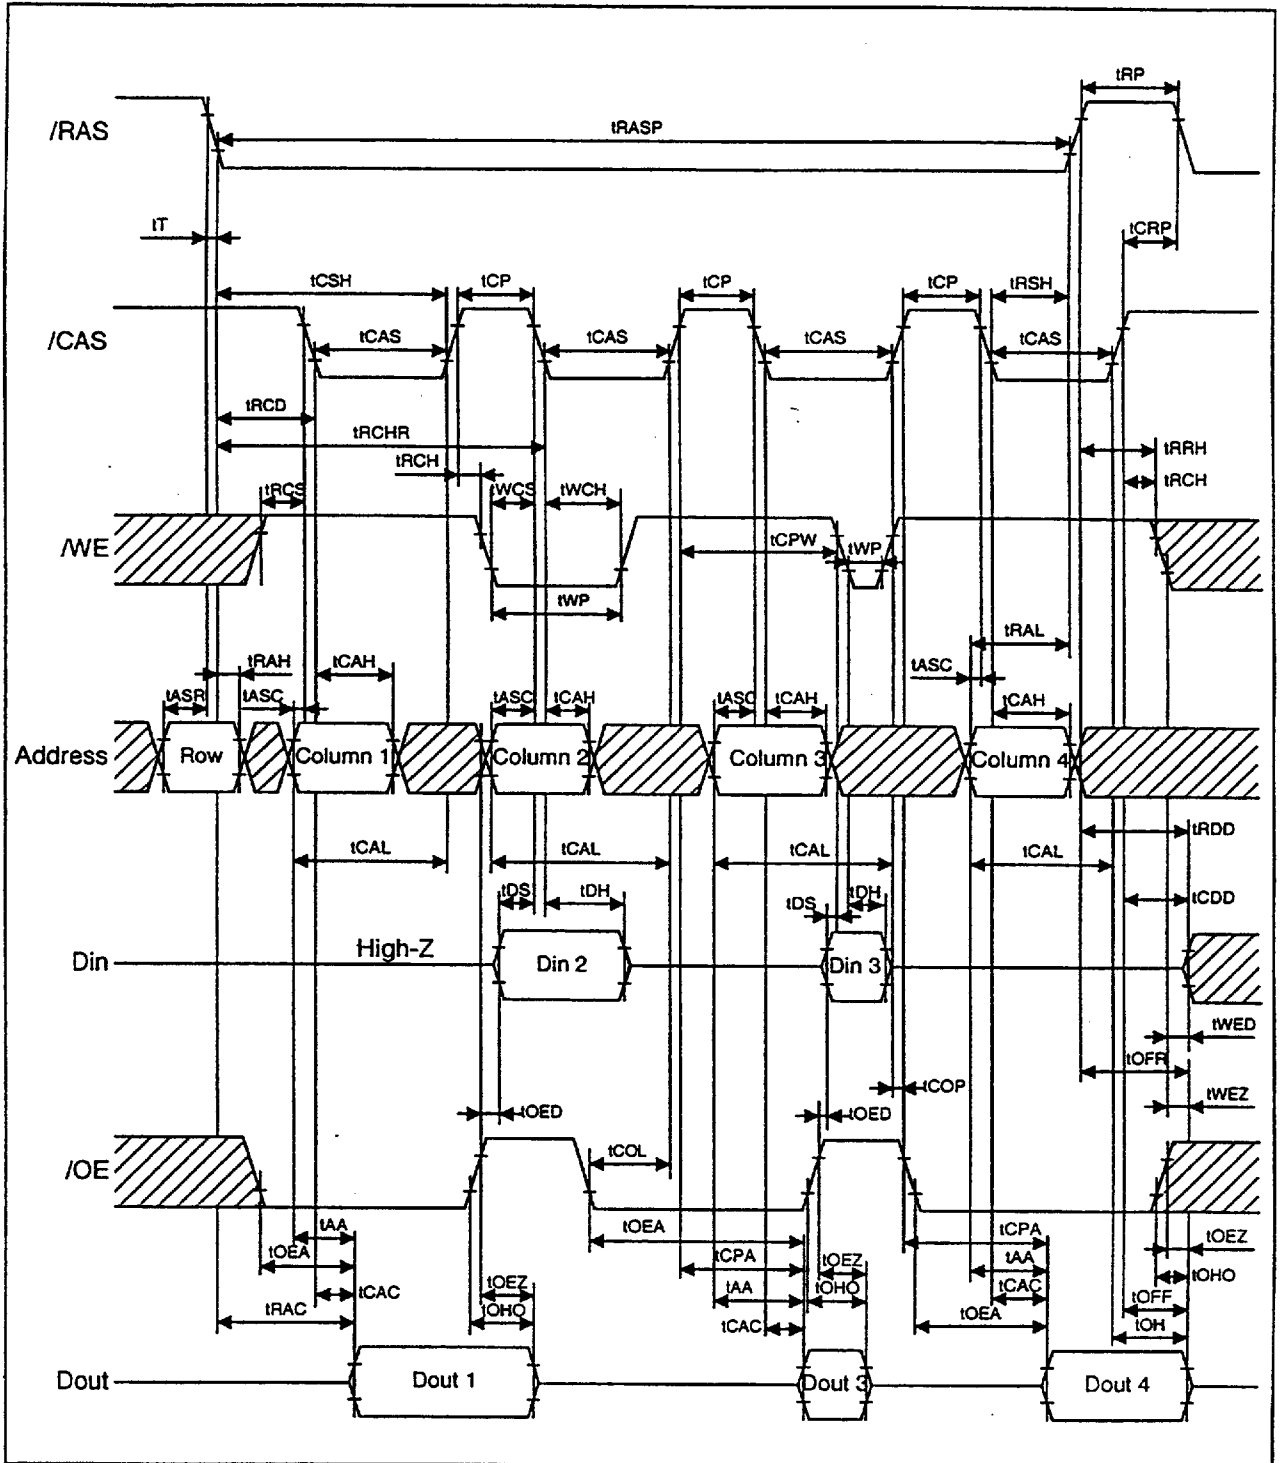 tRP
/RAS
tRASP
tT
tCRP
tCSH
tCP
tCP
tCP
tRSH
/CAS
tCAS
tCAS
tCAS
tCAS
tRCD
tRCHR
tRRH
tRCH
tRCH
tRCS
tWCS
tWCH
/WE
tCPW
tWP
tWP
tRAL
tRAH
tCAH
tASC
tASR
tASC
tASC
tCAH
tASC
tCAH
tCAH
Address
Row
Column 1
Column 2
Column 3
Column 4
tRDD
tCAL
tCAL
tCAL
tCAL
tDS
tDH
tDS
tDH
tCDD
Din
High-Z
Din 2
Din 3
tWED
tOFR
tCOP
tWEZ
tOED
tOED
/OE
tCOL
tAA
tOEA
tCPA
tOEZ
tOEA
tCPA
tOEZ
tAA
tOHO
tCAC
tOEZ
tAA
tOHO
tCAC
tOFF
tRAC
tOHO
tCAC
tOEA
tOH
Dout
Dout 1
Dout 3
Dout 4